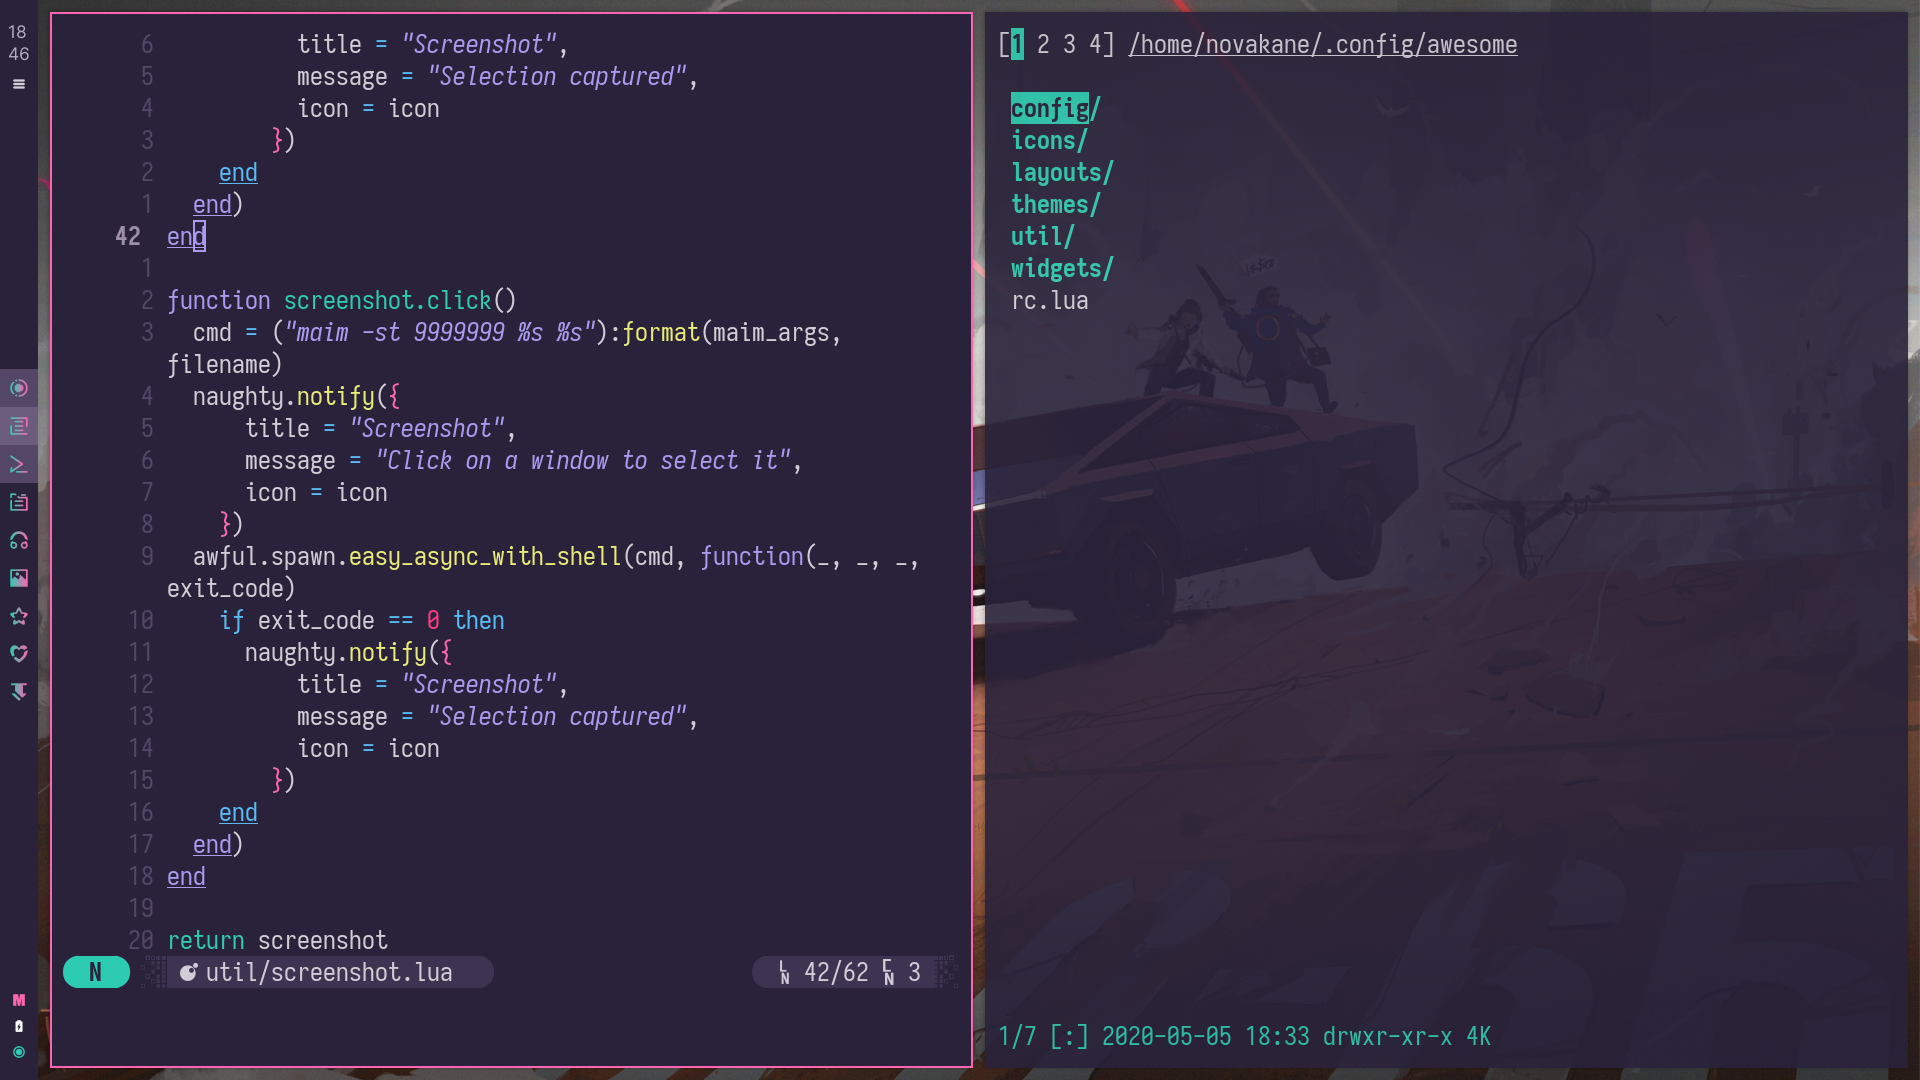 18
46
6 title = "Screenshot",
5 message = "Selection captured",
4 icon = icon
3 })
2 end
1 end)
42 end
1
2 function screenshot.click()
3 cmd = ("maim -st 9999999 %s %s"):format(maim_args,
filename)
4 naughty.notify({
5 title = "Screenshot",
6 message = "Click on a window to select it",
7 icon = icon
8 })
9 awful.spawn.easy_async_with_shell(cmd, function(_, _, _,
exit_code)
10 if exit_code == 0 then
11 naughty.notify({
12 title = "Screenshot",
13 message = "Selection captured",
14 icon = icon
15 })
16 end
17 end)
18 end
19
20 return screenshot
N util/screenshot.lua LN 42/62 CN 3
M
[1 2 3 4] /home/novakane/.config/awesome
config/
icons/
layouts/
themes/
util/
widgets/
rc.lua
1/7 [:] 2020-05-05 18:33 drwxr-xr-x 4K